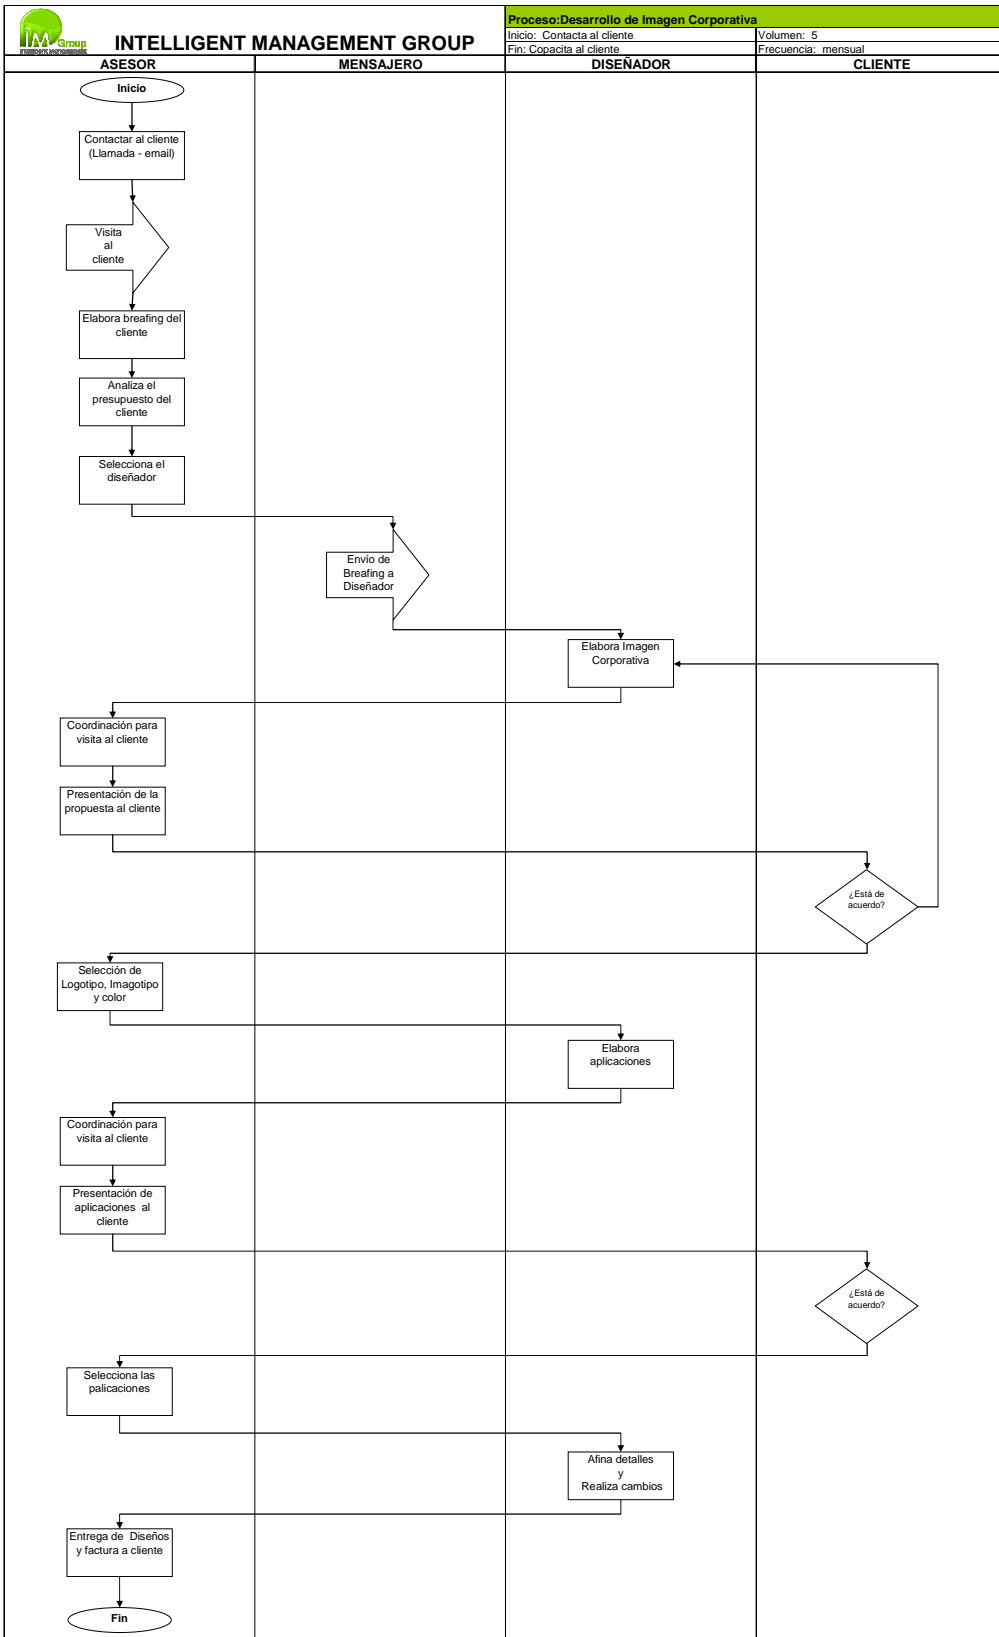 IM Group
INTELLIGENT MANAGEMENT GROUP
Proceso:Desarrollo de Imagen Corporativa
Inicio: Contacta al cliente
Volumen: 5
Fin: Copacita al cliente
Frecuencia: mensual
ASESOR
MENSAJERO
DISEÑADOR
CLIENTE
Inicio
Contactar al cliente
(Llamada - email)
Visita
al
cliente
Elabora breafing del
cliente
Analiza el
presupuesto del
cliente
Selecciona el
diseñador
Envío de
Breafing a
Diseñador
Elabora Imagen
Corporativa
Coordinación para
visita al cliente
Presentación de la
propuesta al cliente
¿Está de
acuerdo?
Selección de
Logotipo, Imagotipo
y color
Elabora
aplicaciones
Coordinación para
visita al cliente
Presentación de
aplicaciones al
cliente
¿Está de
acuerdo?
Selecciona las
palicaciones
Afina detalles
y
Realiza cambios
Entrega de Diseños
y factura a cliente
Fin